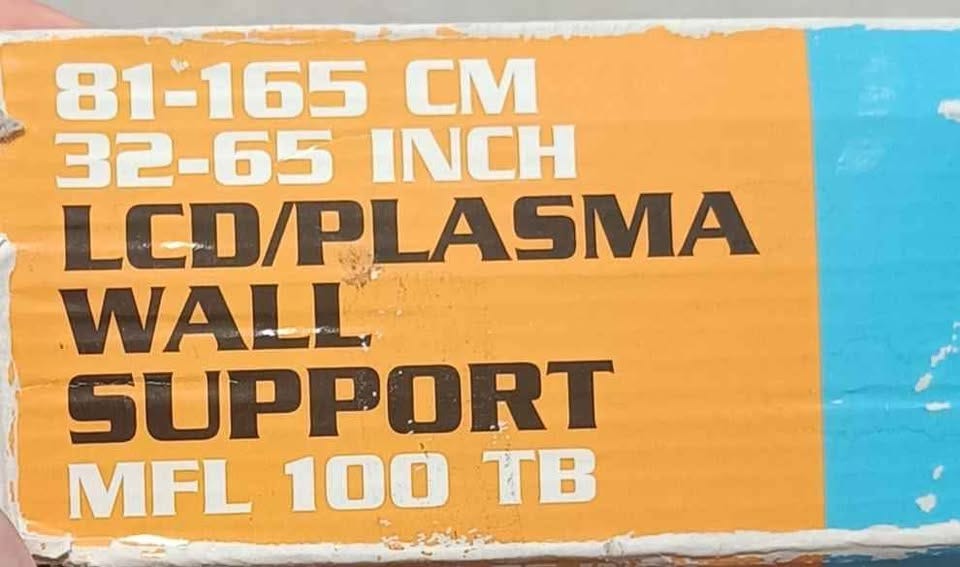 81-165 CM
32-65 INCH
LCD/PLASMA
WALL
SUPPORT
MFL 100 TB